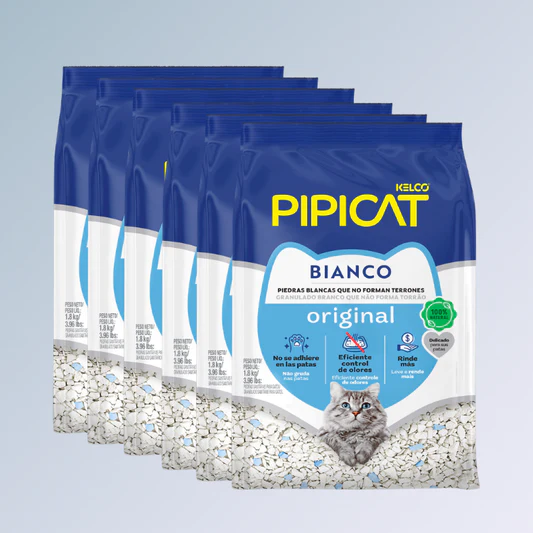 KELCO
PIPICAT
BIANCO
PIEDRAS BLANCAS QUE NO FORMAN TERRONES
GRANULADO BRANCO QUE NÃO FORMA TORRÃO
original
100%
NATURAL
No se adhiere
en las patas
Não gruda
nas patas
Eficiente
control
de olores
Eficiente controle
de odores
Rinde
más
Leve e renda
mais
Delicado
para sus
patas
PESO NETO/
PESO LÍQ.:
1.8 kg/
3.96 lbs: